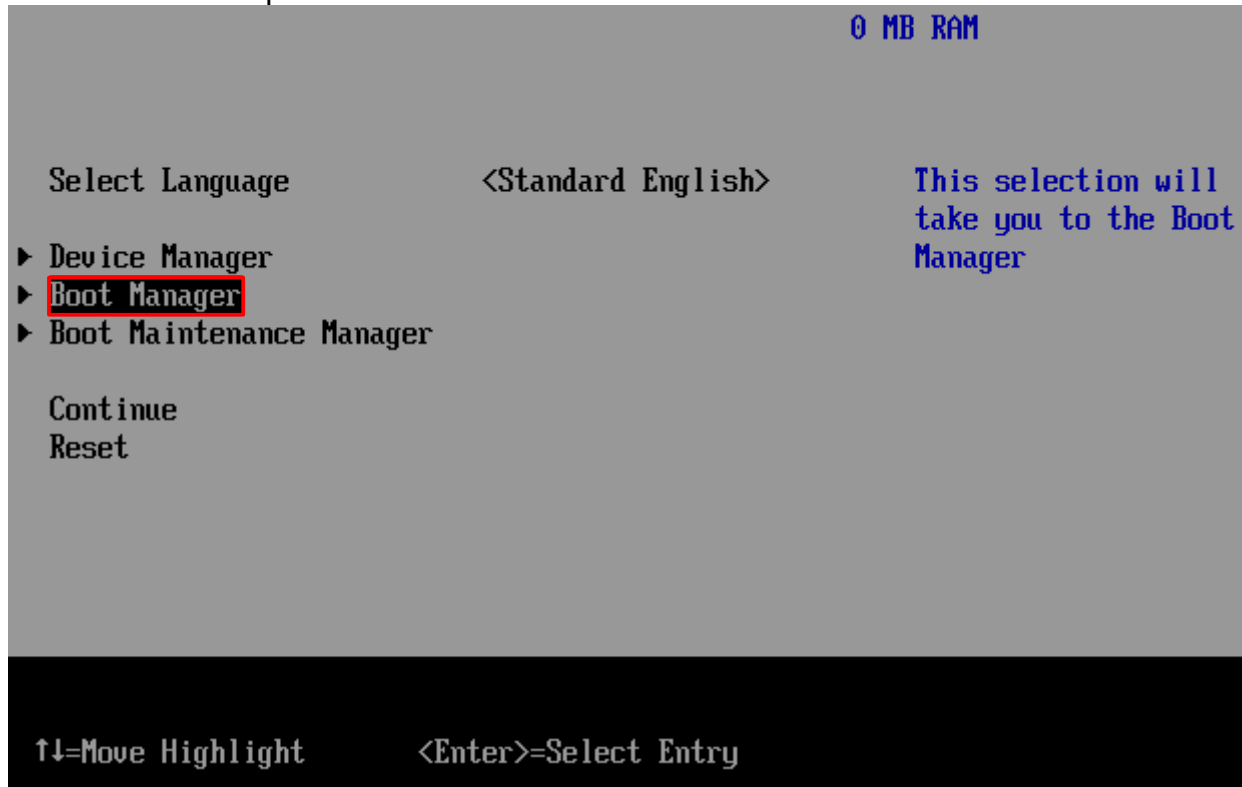 0 MB RAM
Select Language <Standard English> This selection will
take you to the Boot
▶ Device Manager Manager
▶ Boot Manager
▶ Boot Maintenance Manager
Continue
Reset
↑↓=Move Highlight <Enter>=Select Entry